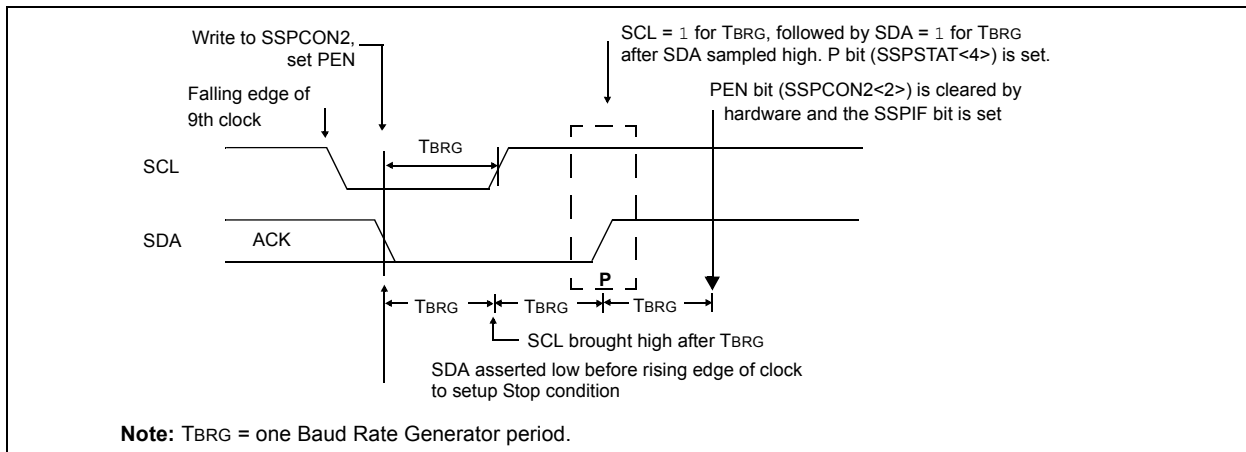 Write to SSPCON2,
set PEN
SCL = 1 for TBRG, followed by SDA = 1 for TBRG
after SDA sampled high. P bit (SSPSTAT<4>) is set.
Falling edge of
9th clock
PEN bit (SSPCON2<2>) is cleared by
hardware and the SSPIF bit is set
TBRG
SCL
SDA
ACK
P
TBRG
TBRG
TBRG
SCL brought high after TBRG
SDA asserted low before rising edge of clock
to setup Stop condition
Note: TBRG = one Baud Rate Generator period.